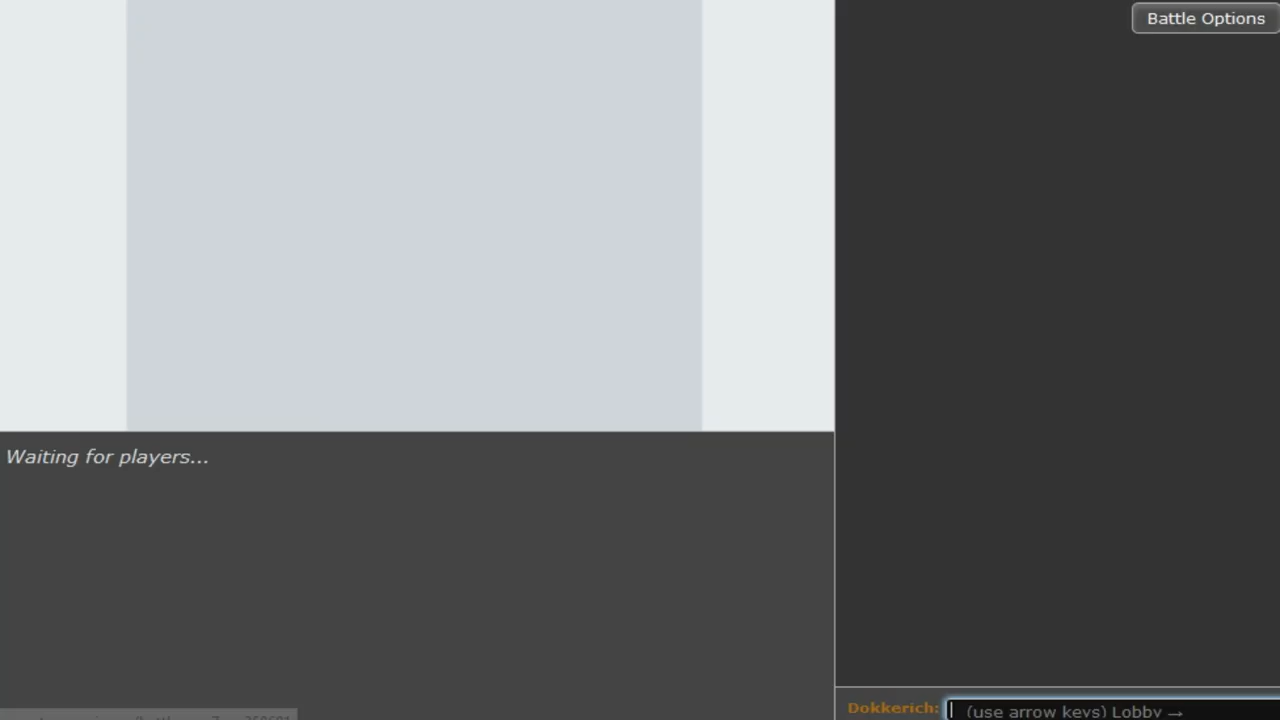 Battle Options
Waiting for players...
Dokkerich:
(use arrow keys) Lobby →